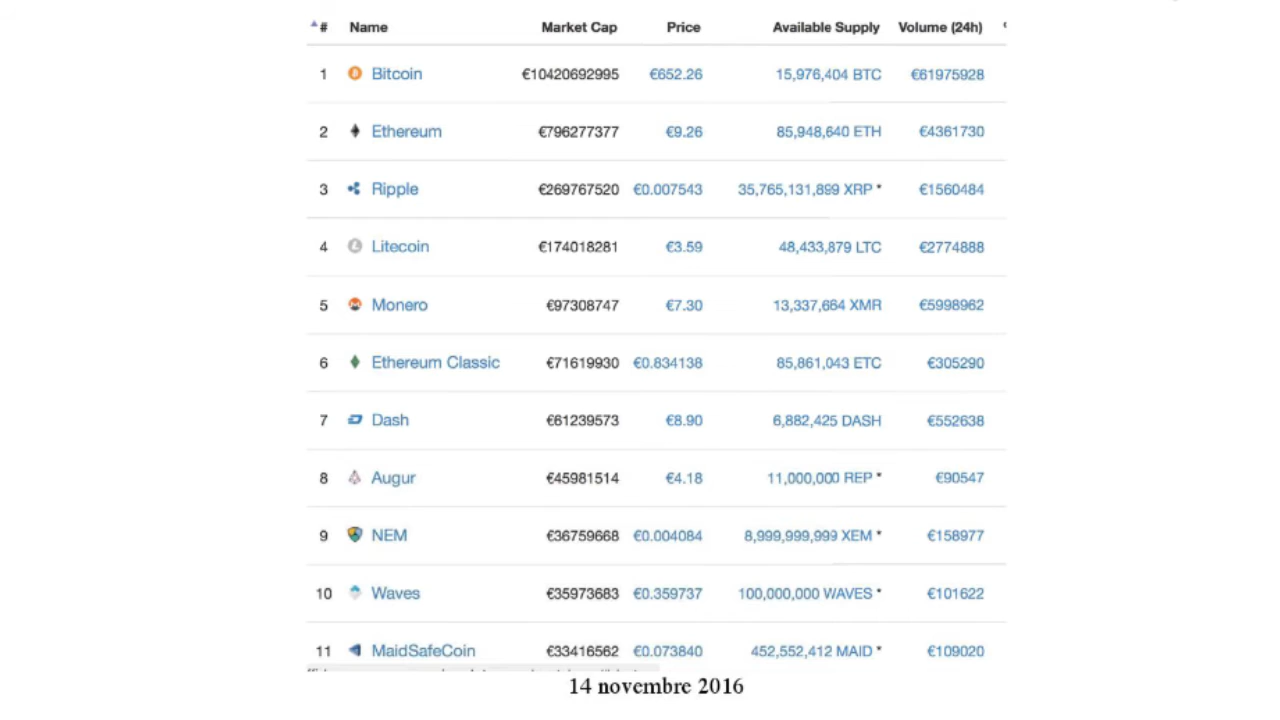 # Name Market Cap Price Available Supply Volume (24h)
1 Bitcoin €10420692995 €652.26 15,976,404 BTC €61975928
2 Ethereum €796277377 €9.26 85,948,640 ETH €4361730
3 Ripple €269767520 €0.007543 35,765,131,899 XRP * €1560484
4 Litecoin €174018281 €3.59 48,433,879 LTC €2774888
5 Monero €97308747 €7.30 13,337,664 XMR €5998962
6 Ethereum Classic €71619930 €0.834138 85,861,043 ETC €305290
7 Dash €61239573 €8.90 6,882,425 DASH €552638
8 Augur €45981514 €4.18 11,000,000 REP * €90547
9 NEM €36759668 €0.004084 8,999,999,999 XEM * €158977
10 Waves €35973683 €0.359737 100,000,000 WAVES * €101622
11 MaidSafeCoin €33416562 €0.073840 452,552,412 MAID * €109020
14 novembre 2016